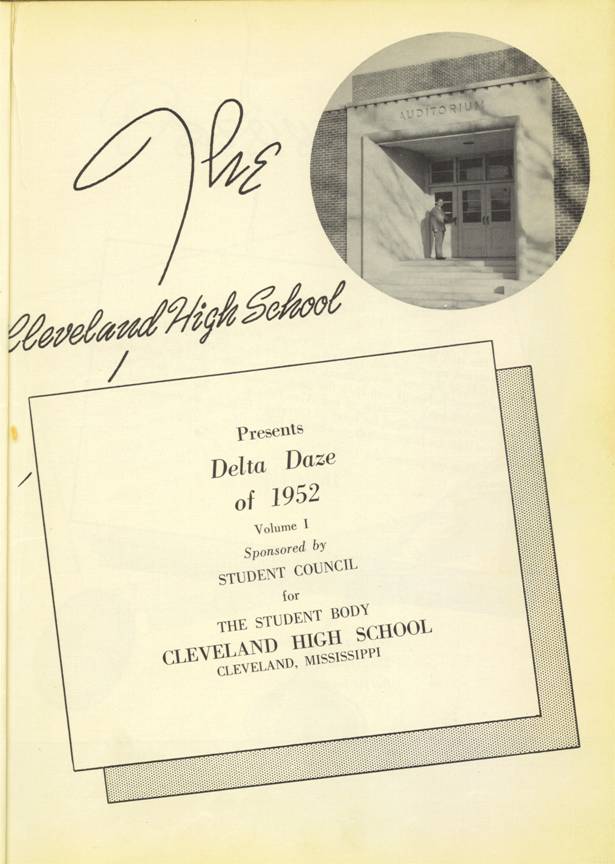 The
AUDITORIUM
Cleveland High School
Presents
Delta Daze
of 1952
Volume I
Sponsored by
STUDENT COUNCIL
for
THE STUDENT BODY
CLEVELAND HIGH SCHOOL
CLEVELAND, MISSISSIPPI